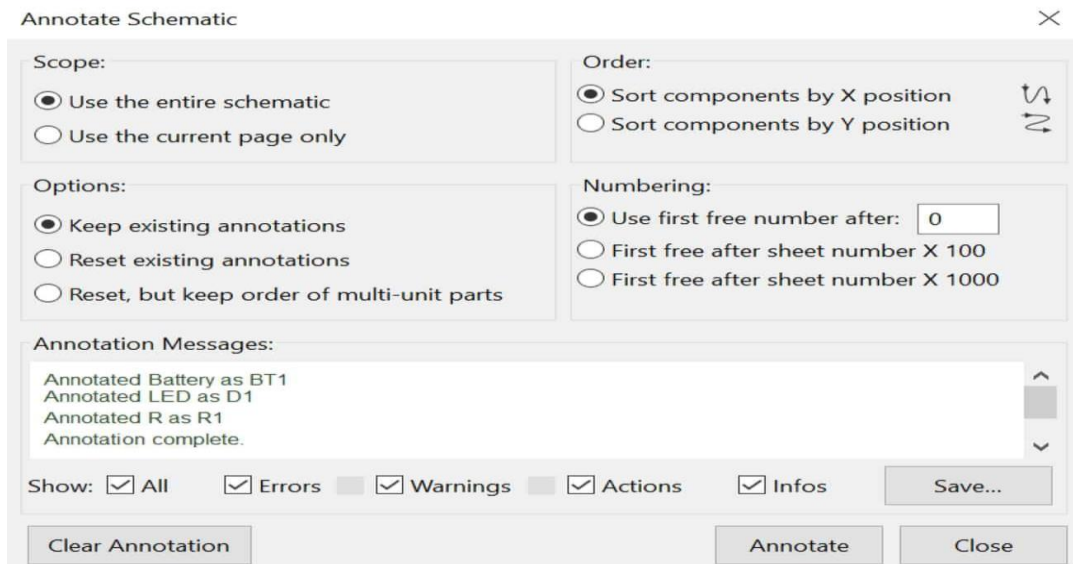 Annotate Schematic
Scope:
Use the entire schematic
Use the current page only
Order:
Sort components by X position
Sort components by Y position
Options:
Keep existing annotations
Reset existing annotations
Reset, but keep order of multi-unit parts
Numbering:
Use first free number after: 0
First free after sheet number X 100
First free after sheet number X 1000
Annotation Messages:
Annotated Battery as BT1
Annotated LED as D1
Annotated R as R1
Annotation complete.
Show: All Errors Warnings Actions Infos Save...
Clear Annotation Annotate Close